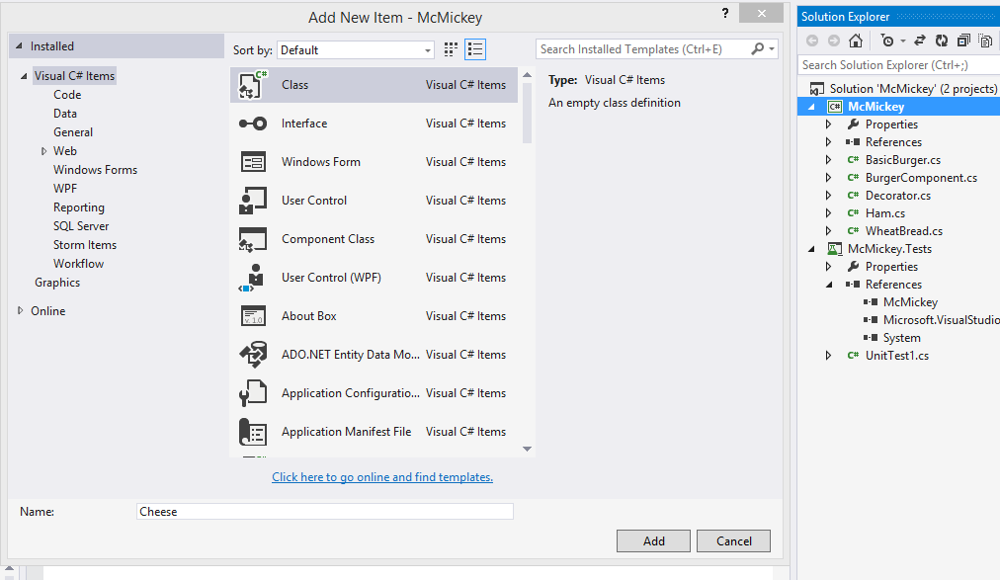 Add New Item - McMickey
?
Installed
Visual C# Items
Code
Data
General
Web
Windows Forms
WPF
Reporting
SQL Server
Storm Items
Workflow
Graphics
Online
Sort by: Default
Search Installed Templates (Ctrl+E)
C#
Class Visual C# Items
Interface Visual C# Items
Windows Form Visual C# Items
User Control Visual C# Items
Component Class Visual C# Items
User Control (WPF) Visual C# Items
v. 1.0
About Box Visual C# Items
ADO.NET Entity Data Mo... Visual C# Items
Application Configuratio... Visual C# Items
Application Manifest File Visual C# Items
Click here to go online and find templates.
Type: Visual C# Items
An empty class definition
Name: Cheese
Add
Cancel
Solution Explorer
Search Solution Explorer (Ctrl+;)
Solution 'McMickey' (2 projects)
C# McMickey
Properties
References
C# BasicBurger.cs
C# BurgerComponent.cs
C# Decorator.cs
C# Ham.cs
C# WheatBread.cs
McMickey.Tests
Properties
References
McMickey
Microsoft.VisualStudio
System
C# UnitTest1.cs